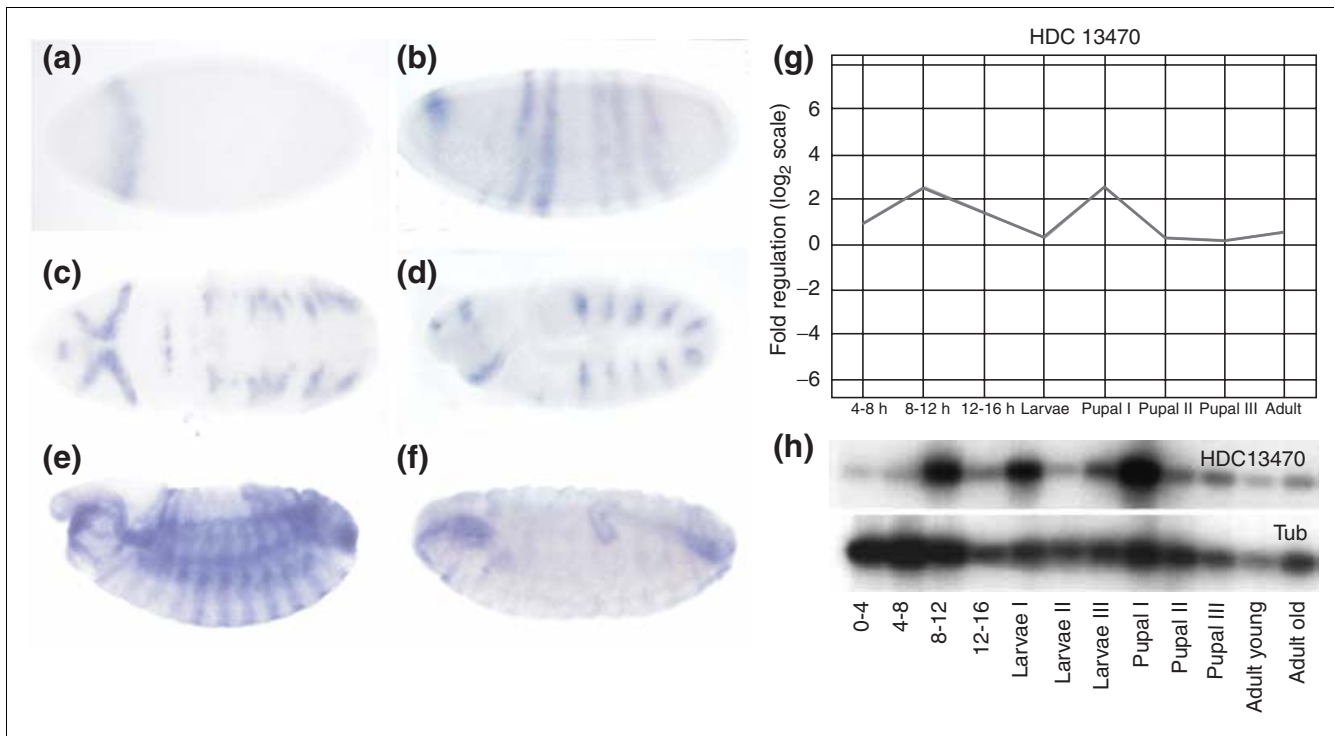 (a)
(b)
(c)
(d)
(e)
(f)
(g)
HDC 13470
Fold regulation (log₂ scale)
6
4
2
0
−2
−4
−6
4-8 h
8-12 h
12-16 h
Larvae
Pupal I
Pupal II
Pupal III
Adult
(h)
HDC13470
Tub
0-4
4-8
8-12
12-16
Larvae I
Larvae II
Larvae III
Pupal I
Pupal II
Pupal III
Adult young
Adult old